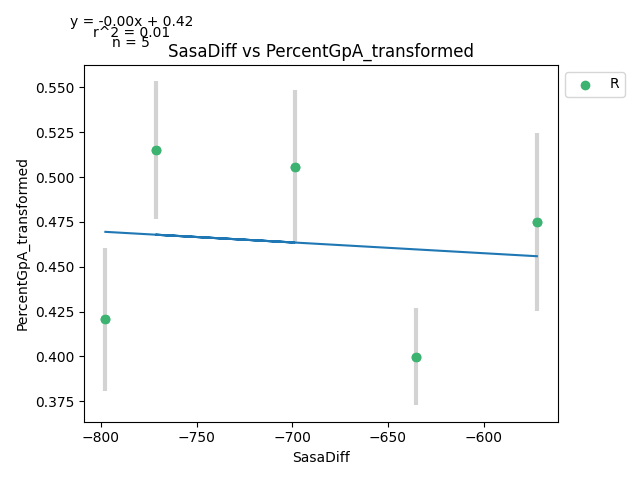 y = -0.00x + 0.42
r^2 = 0.01
n = 5
SasaDiff vs PercentGpA_transformed
R
PercentGpA_transformed
0.550
0.525
0.500
0.475
0.450
0.425
0.400
0.375
−800
−750
−700
−650
−600
SasaDiff